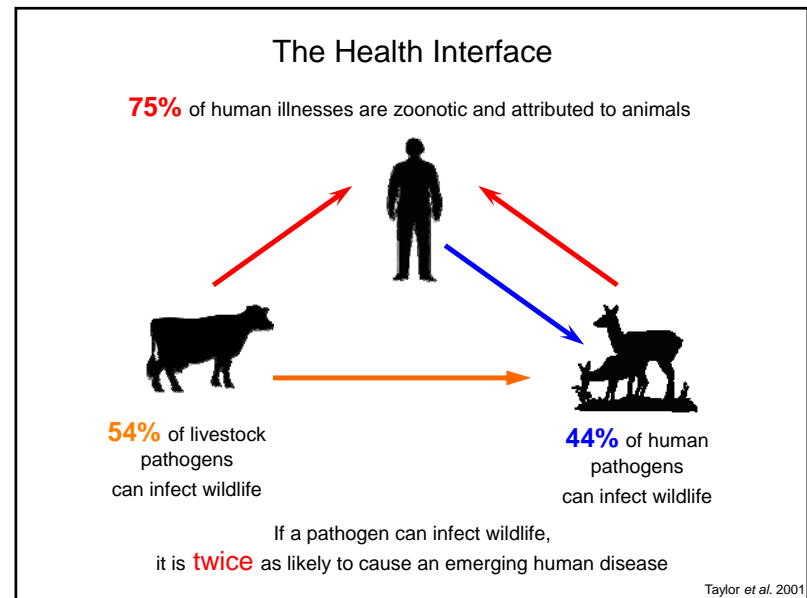 The Health Interface
75% of human illnesses are zoonotic and attributed to animals
54% of livestock
pathogens
can infect wildlife
44% of human
pathogens
can infect wildlife
If a pathogen can infect wildlife,
it is twice as likely to cause an emerging human disease
Taylor et al. 2001